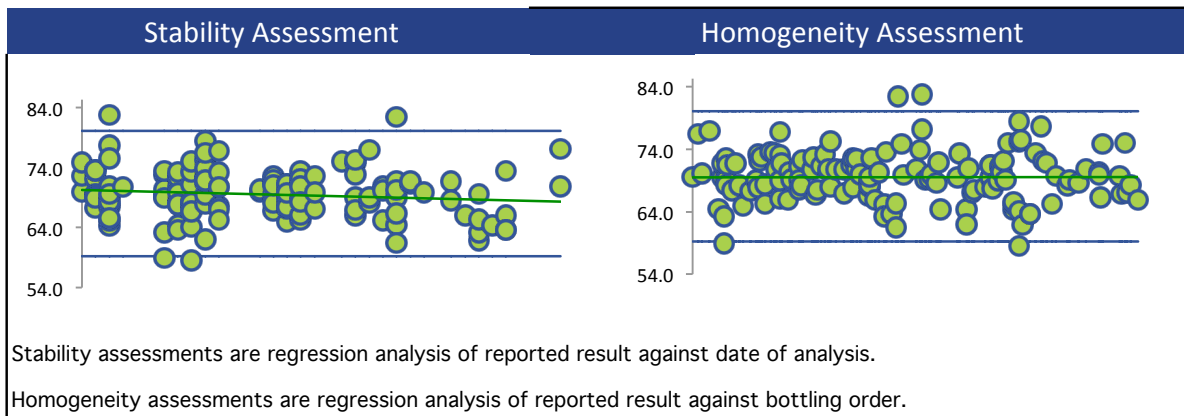 Stability Assessment
Homogeneity Assessment
84.0
74.0
64.0
54.0
84.0
74.0
64.0
54.0
Stability assessments are regression analysis of reported result against date of analysis.
Homogeneity assessments are regression analysis of reported result against bottling order.